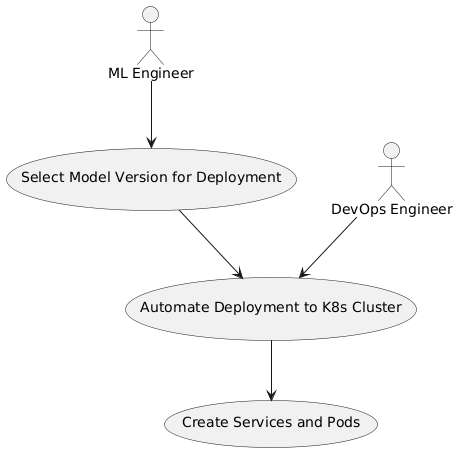 ML Engineer
Select Model Version for Deployment
DevOps Engineer
Automate Deployment to K8s Cluster
Create Services and Pods